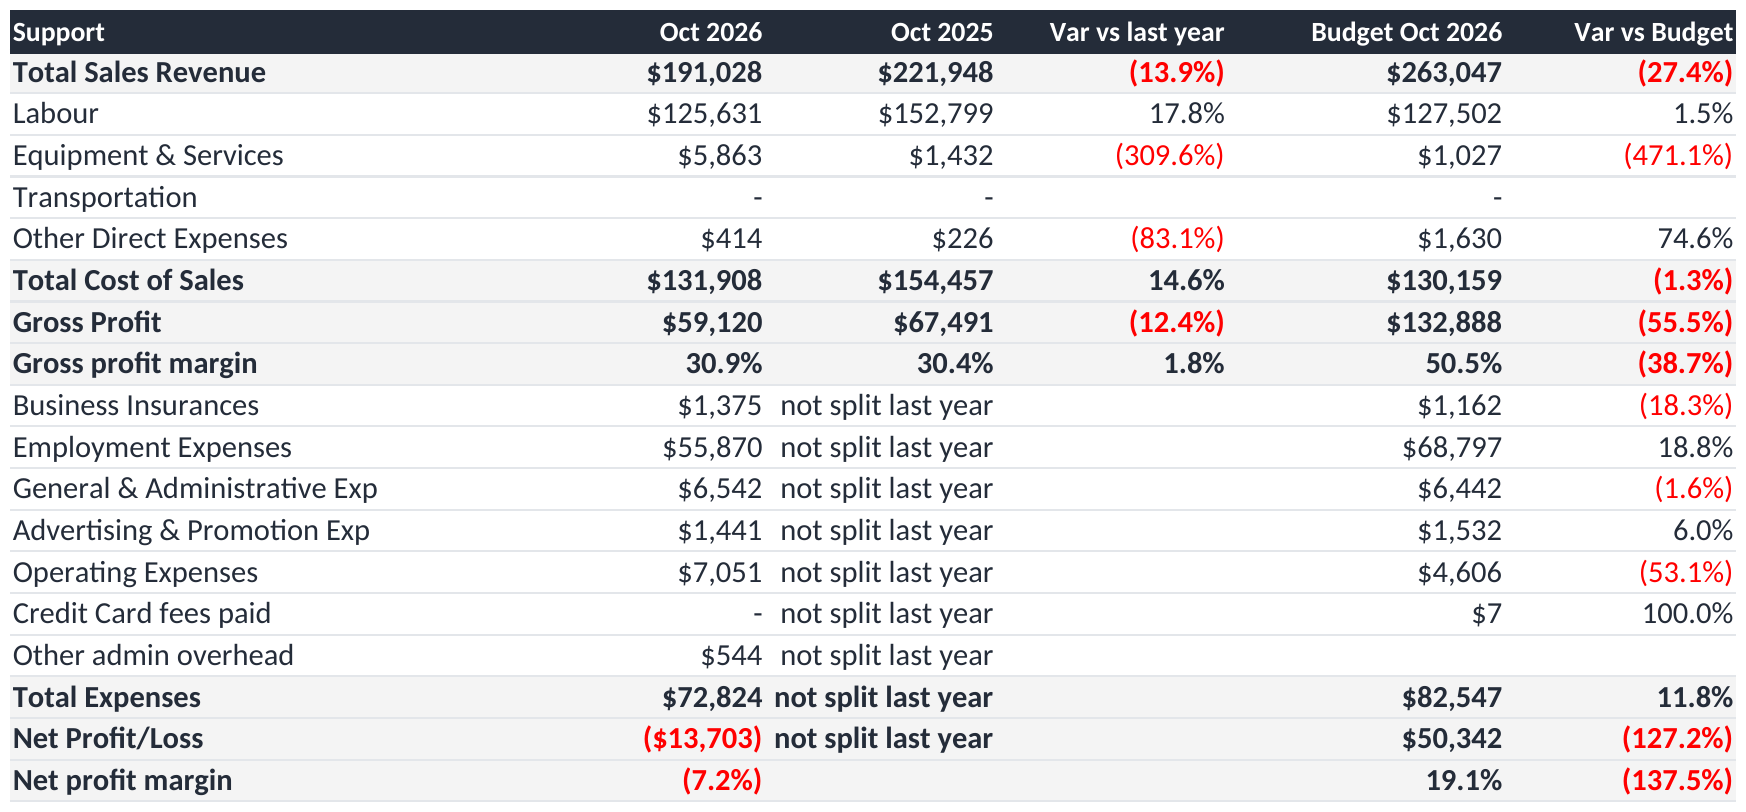 Support Oct 2026 Oct 2025 Var vs last year Budget Oct 2026 Var vs Budget
Total Sales Revenue $191,028 $221,948 (13.9%) $263,047 (27.4%)
Labour $125,631 $152,799 17.8% $127,502 1.5%
Equipment & Services $5,863 $1,432 (309.6%) $1,027 (471.1%)
Transportation - - -
Other Direct Expenses $414 $226 (83.1%) $1,630 74.6%
Total Cost of Sales $131,908 $154,457 14.6% $130,159 (1.3%)
Gross Profit $59,120 $67,491 (12.4%) $132,888 (55.5%)
Gross profit margin 30.9% 30.4% 1.8% 50.5% (38.7%)
Business Insurances $1,375 not split last year $1,162 (18.3%)
Employment Expenses $55,870 not split last year $68,797 18.8%
General & Administrative Exp $6,542 not split last year $6,442 (1.6%)
Advertising & Promotion Exp $1,441 not split last year $1,532 6.0%
Operating Expenses $7,051 not split last year $4,606 (53.1%)
Credit Card fees paid - not split last year $7 100.0%
Other admin overhead $544 not split last year
Total Expenses $72,824 not split last year $82,547 11.8%
Net Profit/Loss ($13,703) not split last year $50,342 (127.2%)
Net profit margin (7.2%) 19.1% (137.5%)